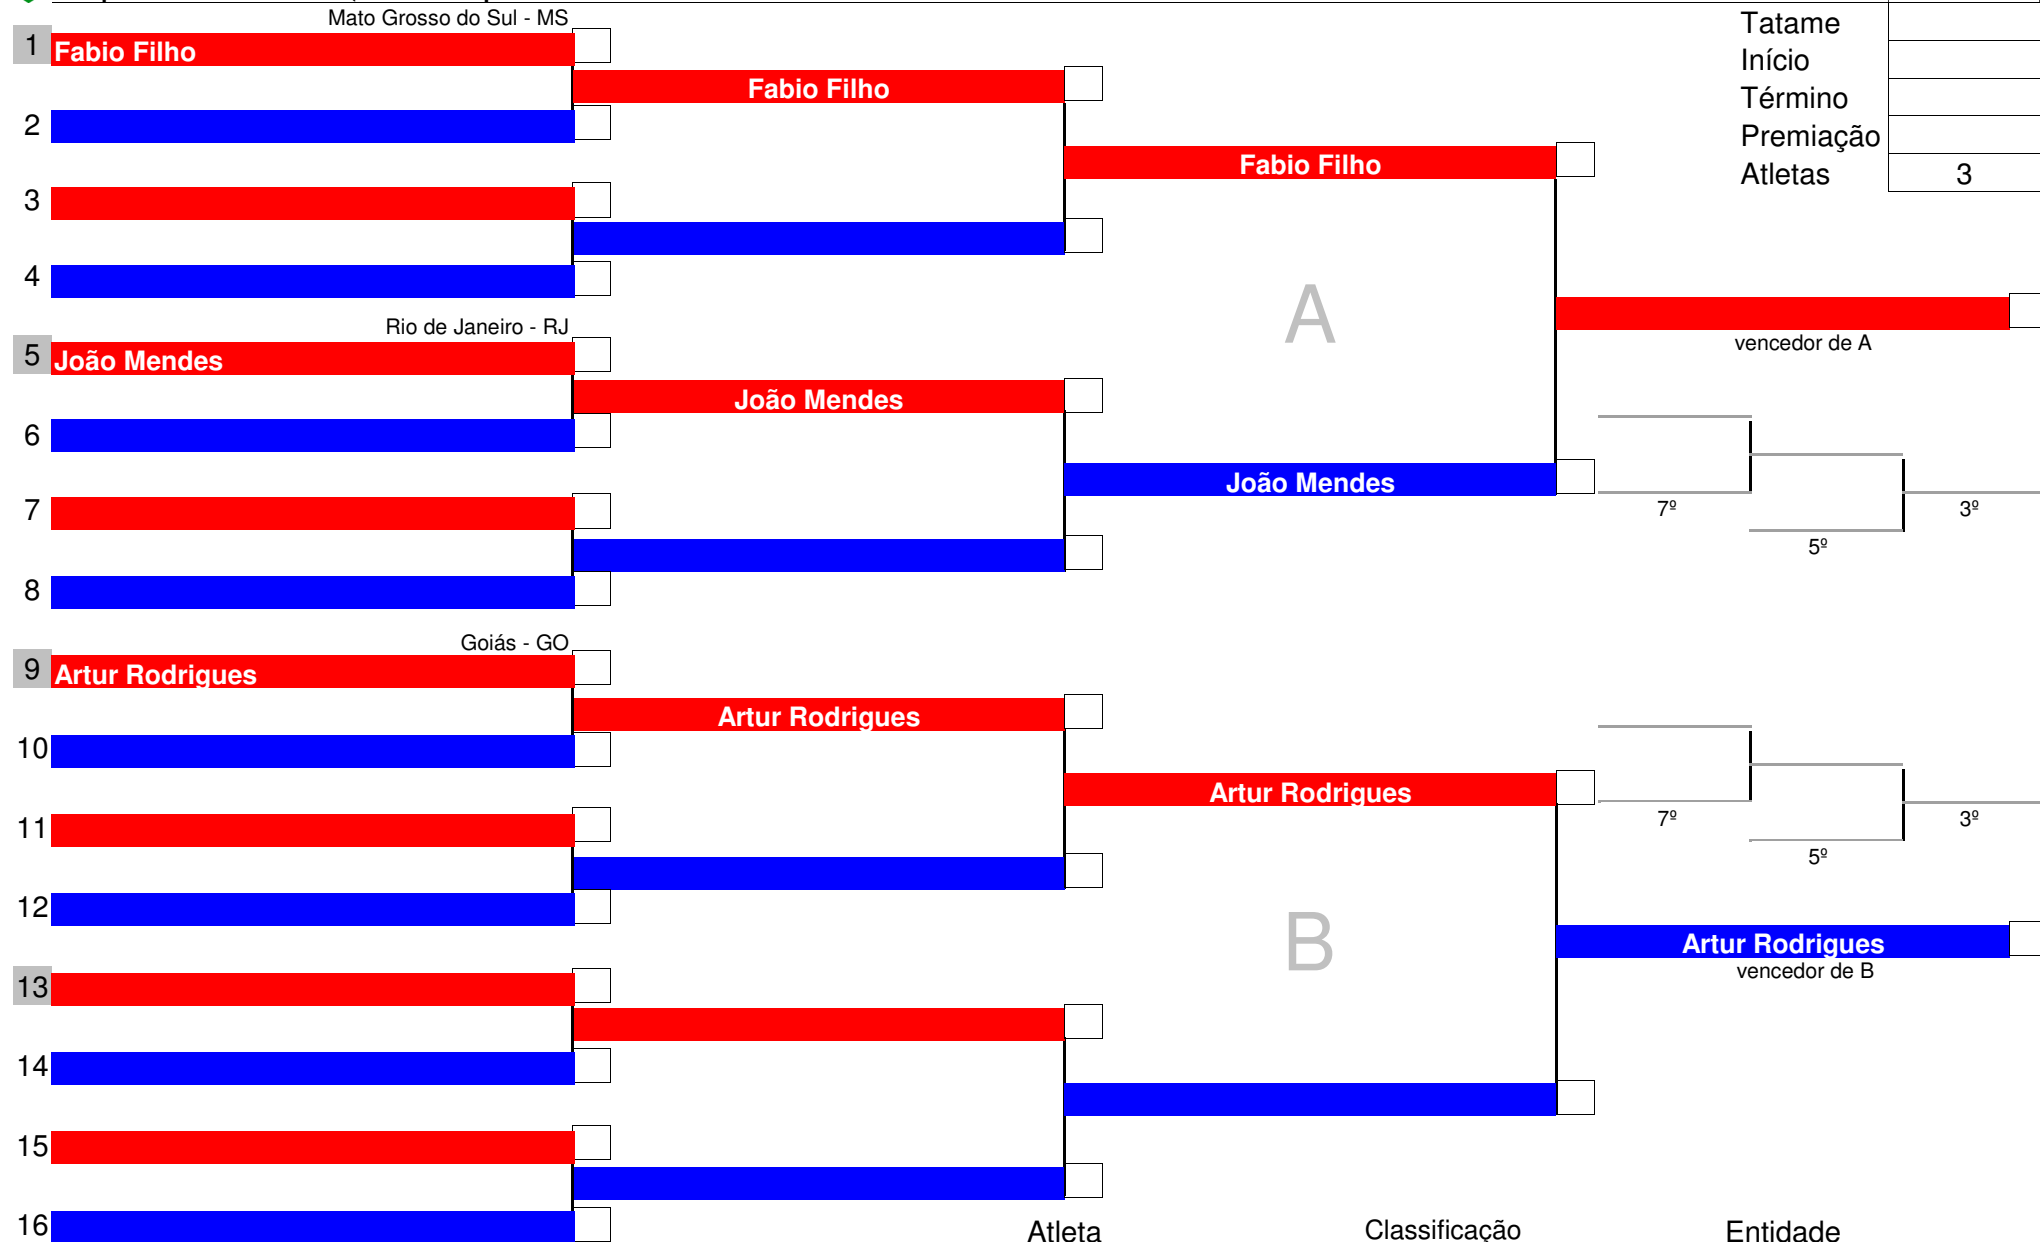 Mato Grosso do Sul - MS
Tatame
1 Fabio Filho
Início
Fabio Filho
Término
2
Premiação
Fabio Filho
Atletas 3
3
4
A
Rio de Janeiro - RJ
vencedor de A
5 João Mendes
João Mendes
6
João Mendes
7
7º 3º
5º
8
Goiás - GO
9 Artur Rodrigues
Artur Rodrigues
10
Artur Rodrigues
7º 3º
11
5º
12
B
Artur Rodrigues
vencedor de B
13
14
15
16
Atleta Classificação Entidade